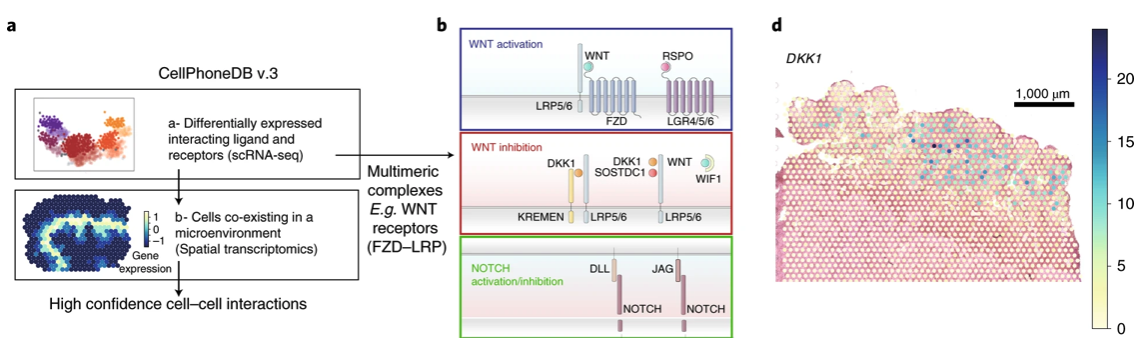 a
CellPhoneDB v.3
a- Differentially expressed
interacting ligand and
receptors (scRNA-seq)
b- Cells co-existing in a
microenvironment
(Spatial transcriptomics)
1
0
−1
Gene
expression
High confidence cell–cell interactions
Multimeric
complexes
E.g. WNT
receptors
(FZD–LRP)
b
WNT activation
WNT
RSPO
LRP5/6
FZD
LGR4/5/6
WNT inhibition
DKK1
DKK1
SOSTDC1
WNT
WIF1
KREMEN
LRP5/6
LRP5/6
NOTCH
activation/inhibition
DLL
JAG
NOTCH
NOTCH
d
DKK1
1,000 μm
20
15
10
5
0